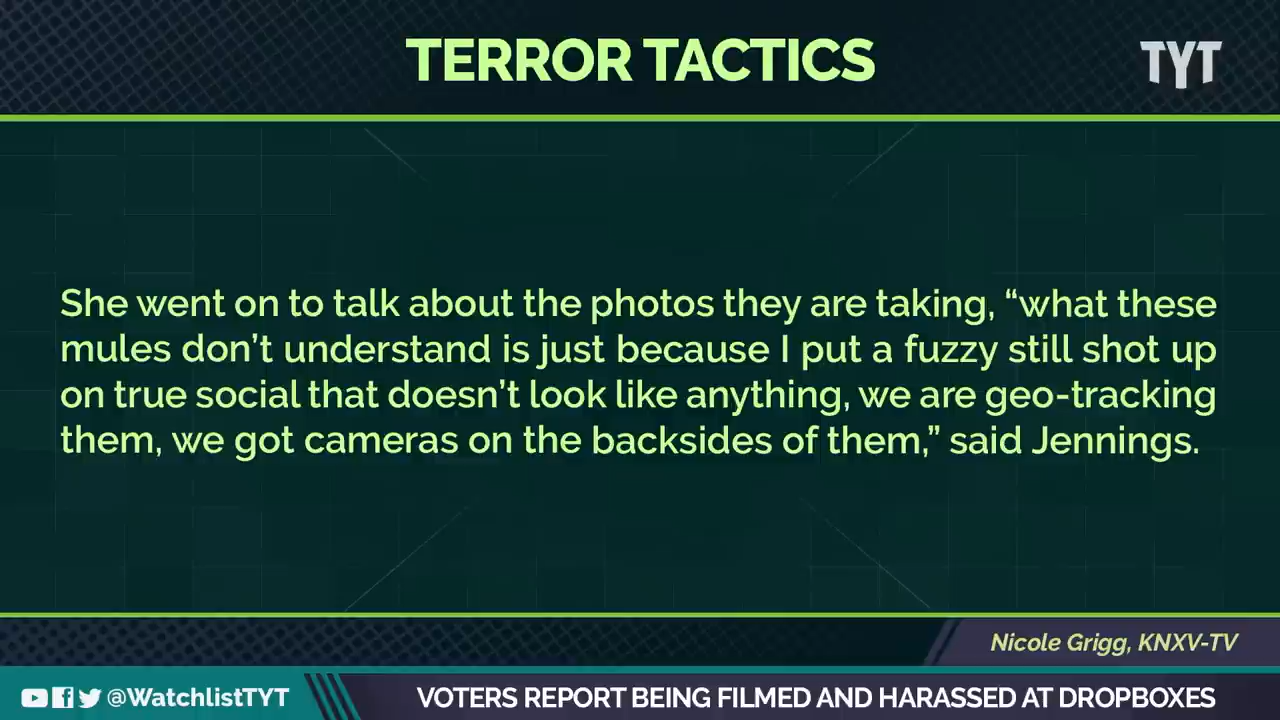 TERROR TACTICS
TYT
She went on to talk about the photos they are taking, “what these
mules don’t understand is just because I put a fuzzy still shot up
on true social that doesn’t look like anything, we are geo-tracking
them, we got cameras on the backsides of them,” said Jennings.
Nicole Grigg, KNXV-TV
@WatchlistTYT
VOTERS REPORT BEING FILMED AND HARASSED AT DROPBOXES